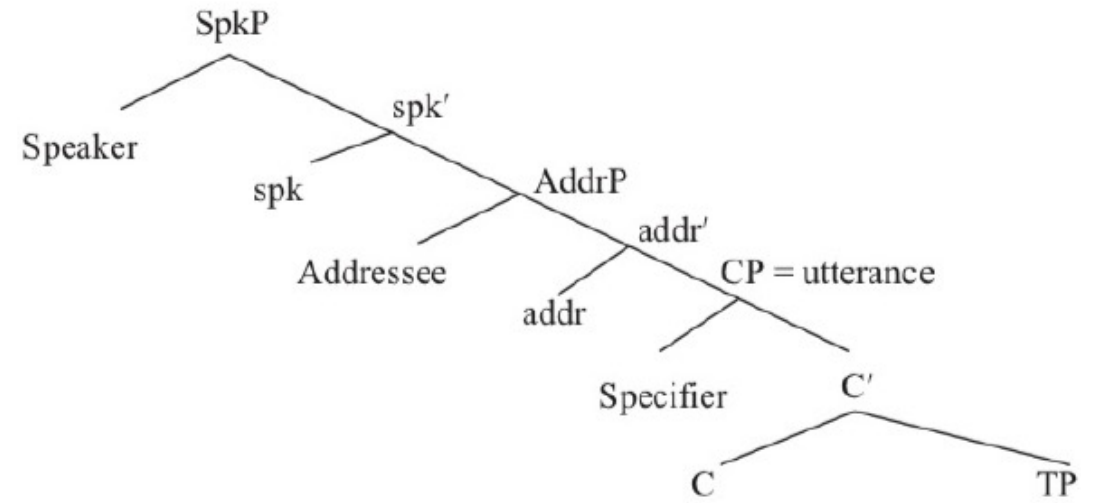 SpkP
spk′
Speaker
AddrP
spk
addr′
Addressee
CP = utterance
addr
C′
Specifier
C
TP